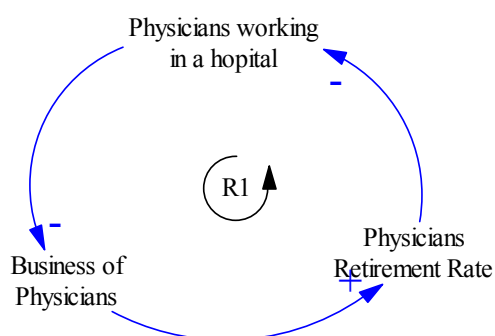 Physicians working
in a hopital
-
R1
-
Business of
Physicians
Physicians
Retirement Rate
+